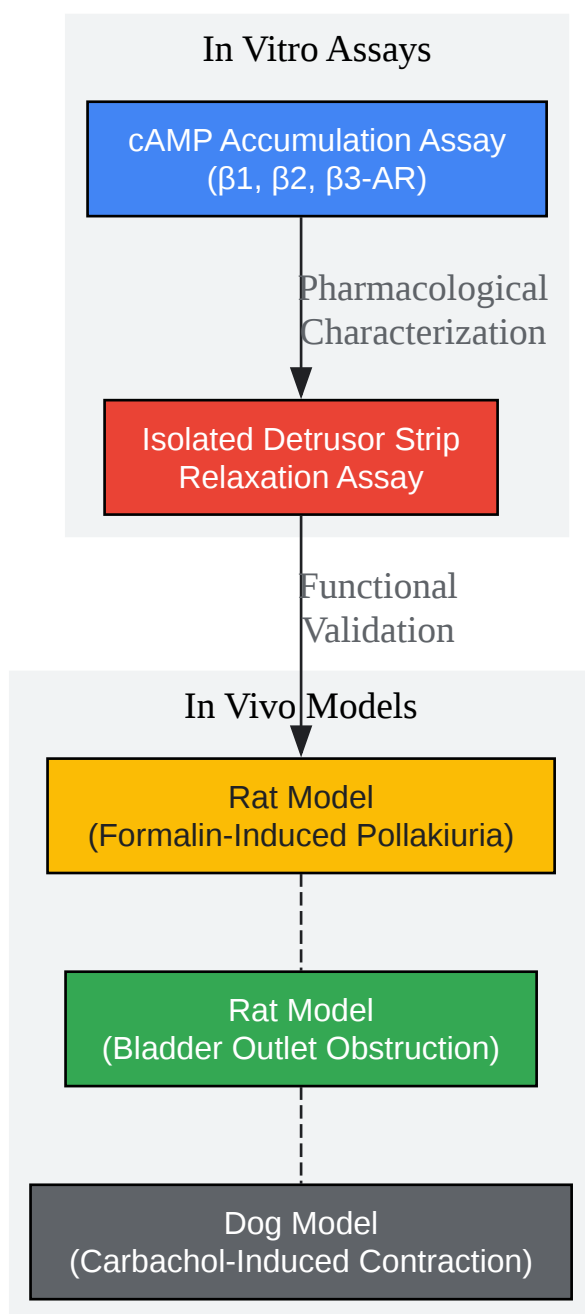 In Vitro Assays
cAMP Accumulation Assay
(β1, β2, β3-AR)
Pharmacological
Characterization
Isolated Detrusor Strip
Relaxation Assay
Functional
Validation
In Vivo Models
Rat Model
(Formalin-Induced Pollakiuria)
Rat Model
(Bladder Outlet Obstruction)
Dog Model
(Carbachol-Induced Contraction)